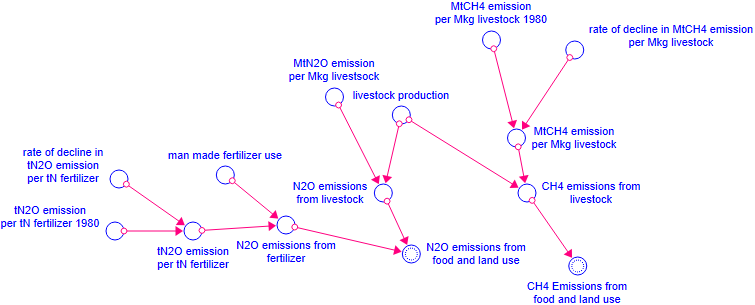 MtCH4 emission
per Mkg livestock 1980
rate of decline in MtCH4 emission
per Mkg livestock
MtN2O emission
per Mkg livestsock
livestock production
MtCH4 emission
per Mkg livestock
rate of decline in
tN2O emission
per tN fertilizer
man made fertilizer use
N2O emissions
from livestock
CH4 emissions from
livestock
tN2O emission
per tN fertilizer 1980
tN2O emission
per tN fertilizer
N2O emissions from
fertilizer
N2O emissions from
food and land use
CH4 Emissions from
food and land use